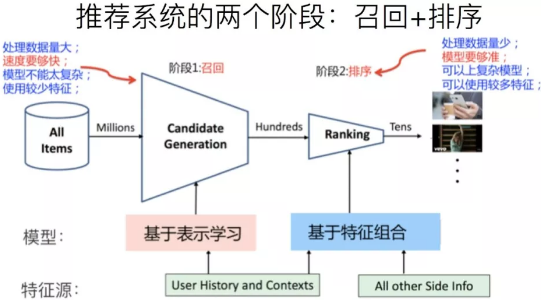 推荐系统的两个阶段：召回+排序
处理数据量大；
速度要够快；
模型不能太复杂；
使用较少特征；
阶段1:召回
阶段2:排序
处理数据量少；
模型要够准；
可以上复杂模型；
可以使用较多特征；
All
Items
Millions
Candidate
Generation
Hundreds
Ranking
Tens
vevo
模型：
基于表示学习
基于特征组合
特征源：
User History and Contexts
All other Side Info